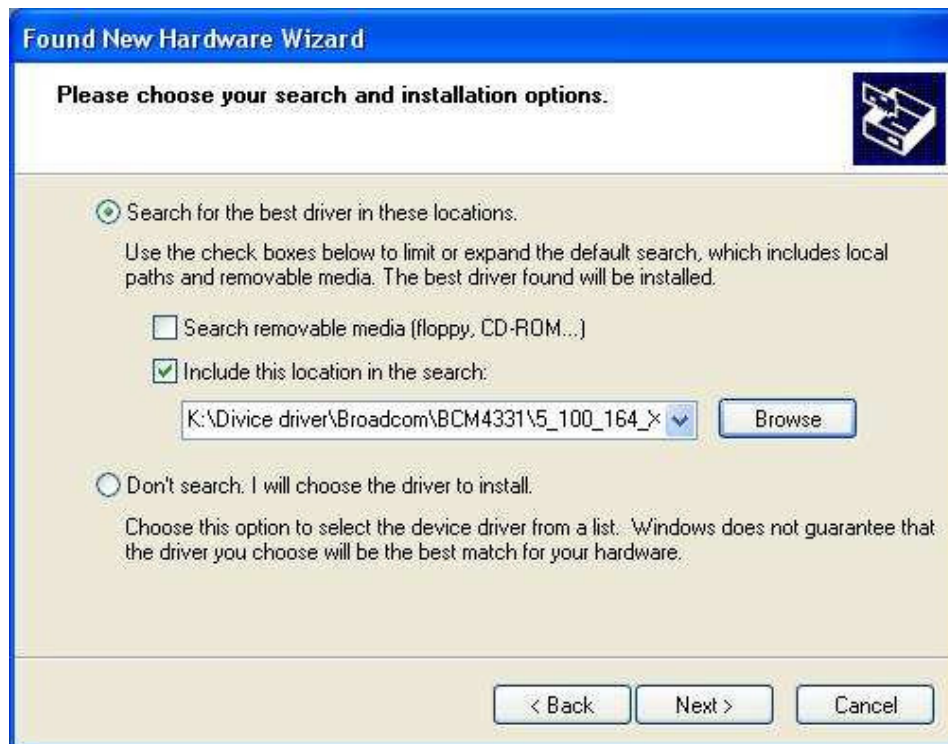 Found New Hardware Wizard
Please choose your search and installation options.
Search for the best driver in these locations.
Use the check boxes below to limit or expand the default search, which includes local
paths and removable media. The best driver found will be installed.
Search removable media (floppy, CD-ROM...)
Include this location in the search:
K:\Divice driver\Broadcom\BCM4331\5_100_164_X
Browse
Don't search. I will choose the driver to install.
Choose this option to select the device driver from a list. Windows does not guarantee that
the driver you choose will be the best match for your hardware.
< Back Next > Cancel